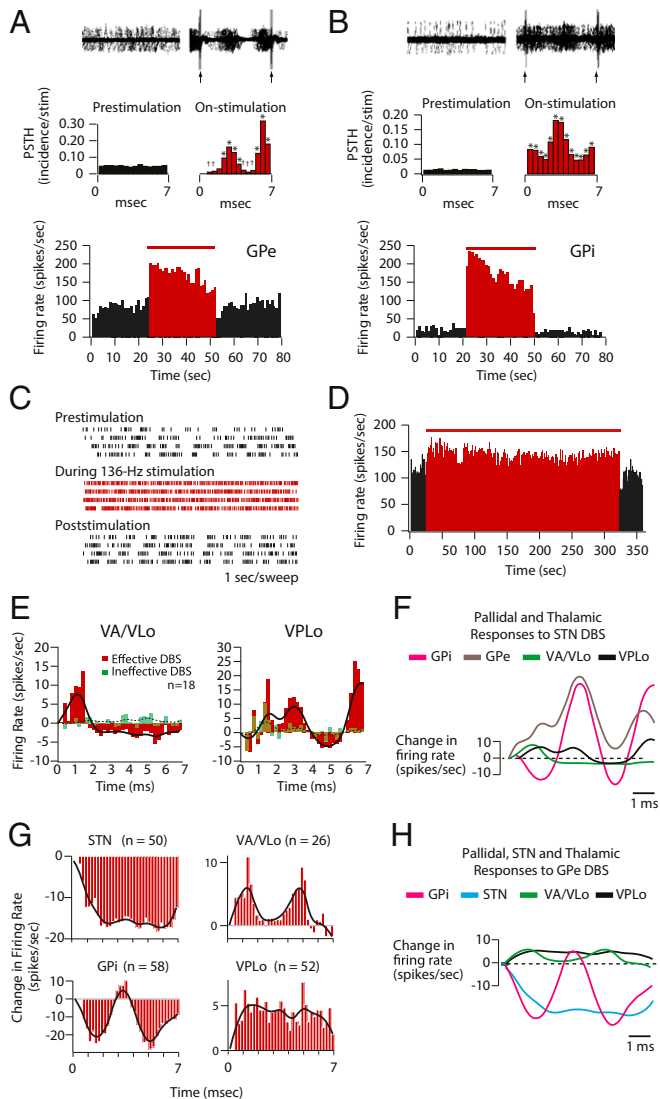 A
Prestimulation
On-stimulation
PSTH
(incidence/stim)
0.30
0.20
0.10
0
**
††
*
*
*
*
*
†††
*
*
*
0
7
0
7
msec
msec
Firing rate (spikes/sec)
250
200
150
100
50
0
GPe
0 10 20 30 40 50 60 70 80
Time (sec)
B
Prestimulation
On-stimulation
PSTH
(incidence/stim)
0.20
0.15
0.10
0.05
0
0
7
0
7
msec
msec
Firing rate (spikes/sec)
250
200
150
100
50
0
GPi
0 10 20 30 40 50 60 70 80
Time (sec)
C
Prestimulation
During 136-Hz stimulation
Poststimulation
1 sec/sweep
D
Firing rate (spikes/sec)
200
150
100
50
0
0 50 100 150 200 250 300 350
Time (sec)
E
VA/VLo
VPLo
Effective DBS
Ineffective DBS
n=18
Firing Rate (spikes/sec)
20
15
10
5
0
-5
-10
30
25
20
15
10
5
0
-5
-10
0 1 2 3 4 5 6 7
0 1 2 3 4 5 6 7
Time (ms)
Time (ms)
F
Pallidal and Thalamic
Responses to STN DBS
GPi GPe VA/VLo VPLo
Change in
firing rate
(spikes/sec)
10
0
-10
1 ms
G
STN (n = 50)
VA/VLo (n = 26)
0
-10
-20
10
0
GPi (n = 58)
VPLo (n = 52)
10
0
-10
-20
5
0
Change in Firing Rate
(spikes/sec)
0
7
0
7
Time (msec)
H
Pallidal, STN and Thalamic
Responses to GPe DBS
GPi STN VA/VLo VPLo
Change in
firing rate
(spikes/sec)
10
0
-10
1 ms